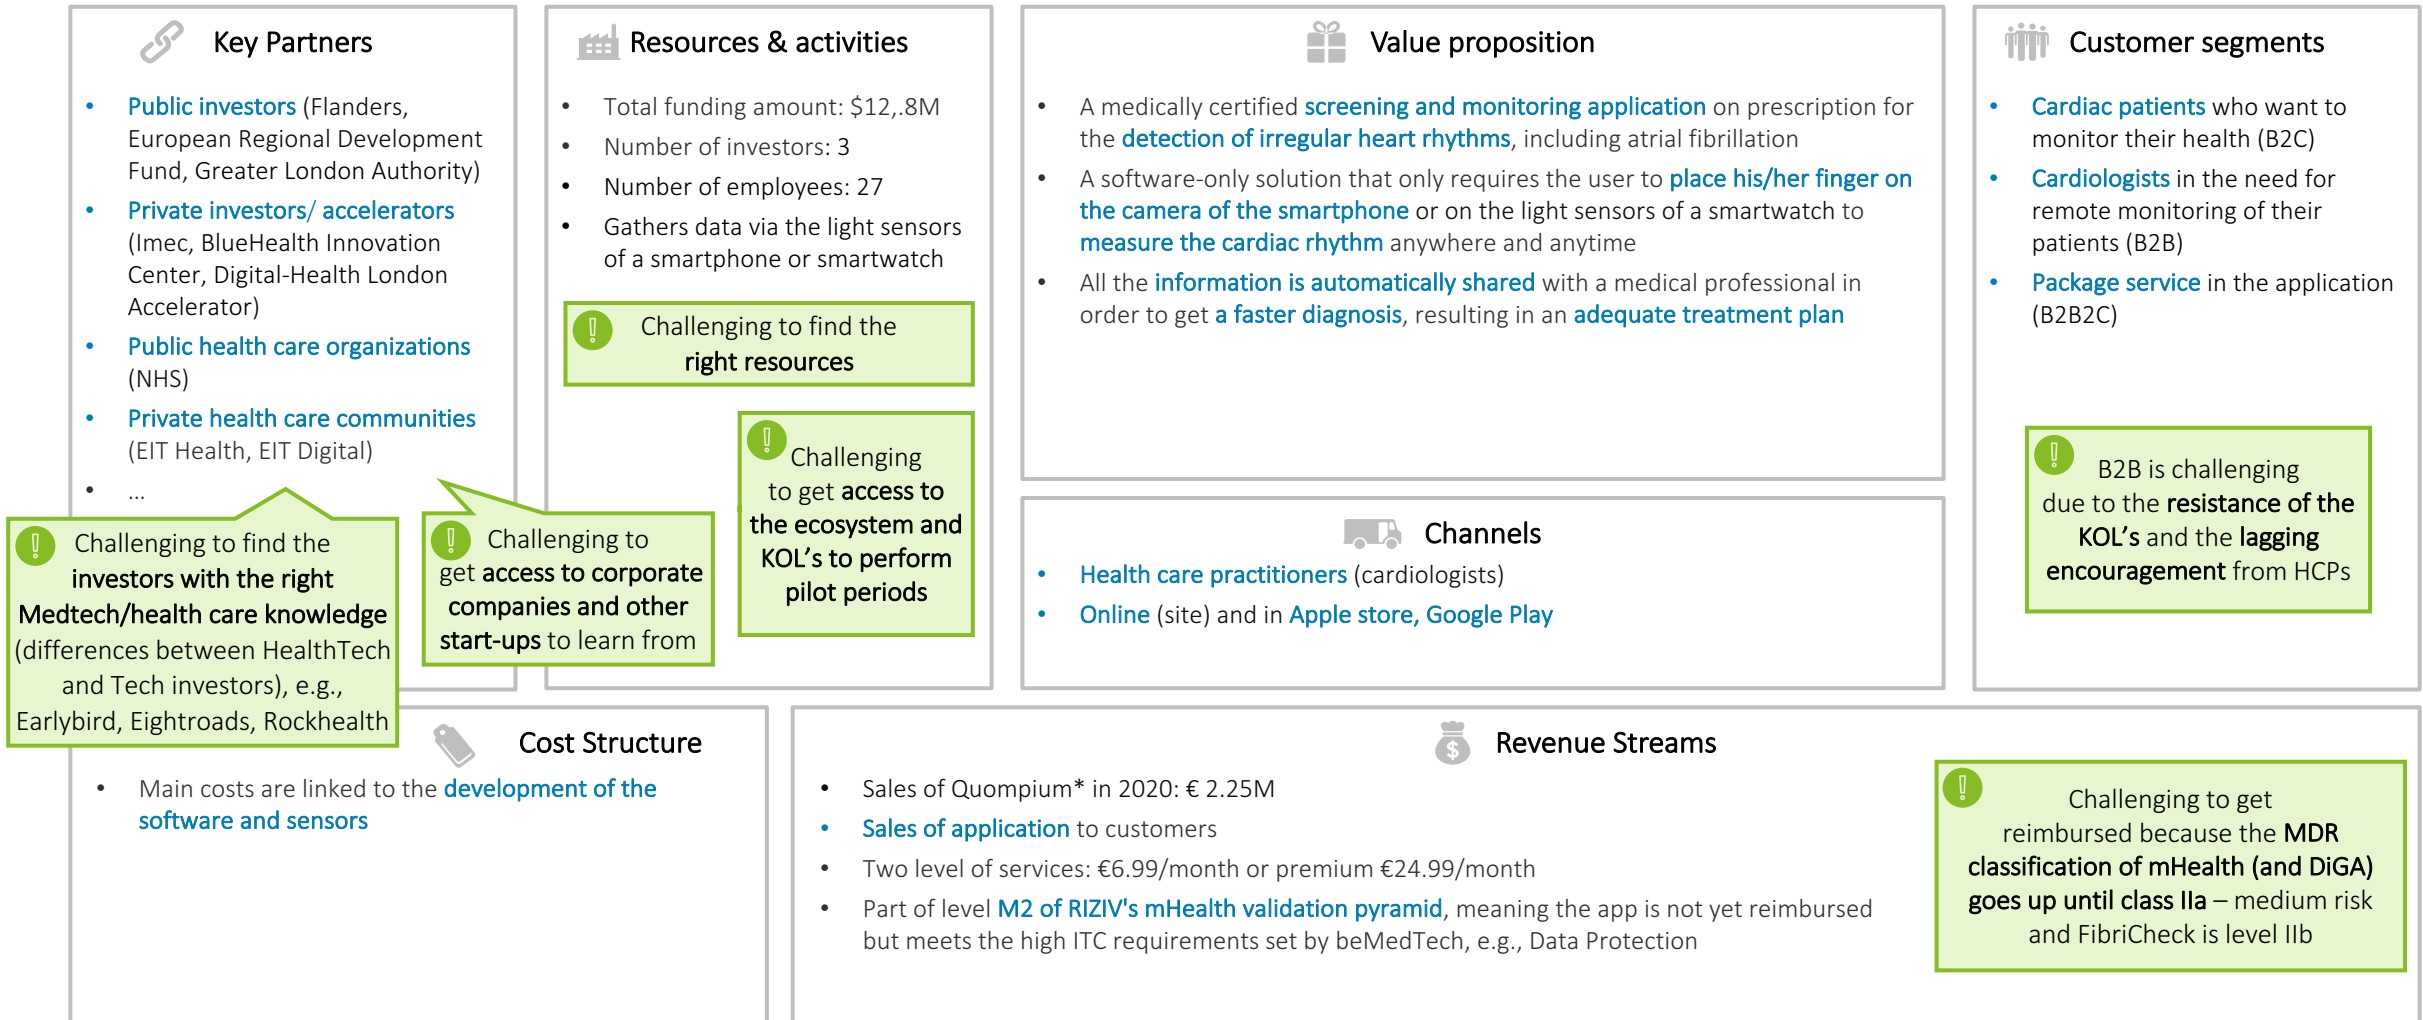 Key Partners
• Public investors (Flanders,
European Regional Development
Fund, Greater London Authority)
• Private investors/ accelerators
(Imec, BlueHealth Innovation
Center, Digital-Health London
Accelerator)
• Public health care organizations
(NHS)
• Private health care communities
(EIT Health, EIT Digital)
• ...
Challenging to find the
investors with the right
Medtech/health care knowledge
(differences between HealthTech
and Tech investors), e.g.,
Earlybird, Eightroads, Rockhealth
Challenging to
get access to corporate
companies and other
start-ups to learn from
Resources & activities
• Total funding amount: $12,.8M
• Number of investors: 3
• Number of employees: 27
• Gathers data via the light sensors
of a smartphone or smartwatch
Challenging to find the
right resources
Challenging
to get access to
the ecosystem and
KOL's to perform
pilot periods
Value proposition
• A medically certified screening and monitoring application on prescription for
the detection of irregular heart rhythms, including atrial fibrillation
• A software-only solution that only requires the user to place his/her finger on
the camera of the smartphone or on the light sensors of a smartwatch to
measure the cardiac rhythm anywhere and anytime
• All the information is automatically shared with a medical professional in
order to get a faster diagnosis, resulting in an adequate treatment plan
Channels
• Health care practitioners (cardiologists)
• Online (site) and in Apple store, Google Play
Customer segments
• Cardiac patients who want to
monitor their health (B2C)
• Cardiologists in the need for
remote monitoring of their
patients (B2B)
• Package service in the application
(B2B2C)
B2B is challenging
due to the resistance of the
KOL's and the lagging
encouragement from HCPs
Cost Structure
• Main costs are linked to the development of the
software and sensors
Revenue Streams
• Sales of Quompium* in 2020: € 2.25M
• Sales of application to customers
• Two level of services: €6.99/month or premium €24.99/month
• Part of level M2 of RIZIV's mHealth validation pyramid, meaning the app is not yet reimbursed
but meets the high ITC requirements set by beMedTech, e.g., Data Protection
Challenging to get
reimbursed because the MDR
classification of mHealth (and DiGA)
goes up until class IIa – medium risk
and FibriCheck is level IIb